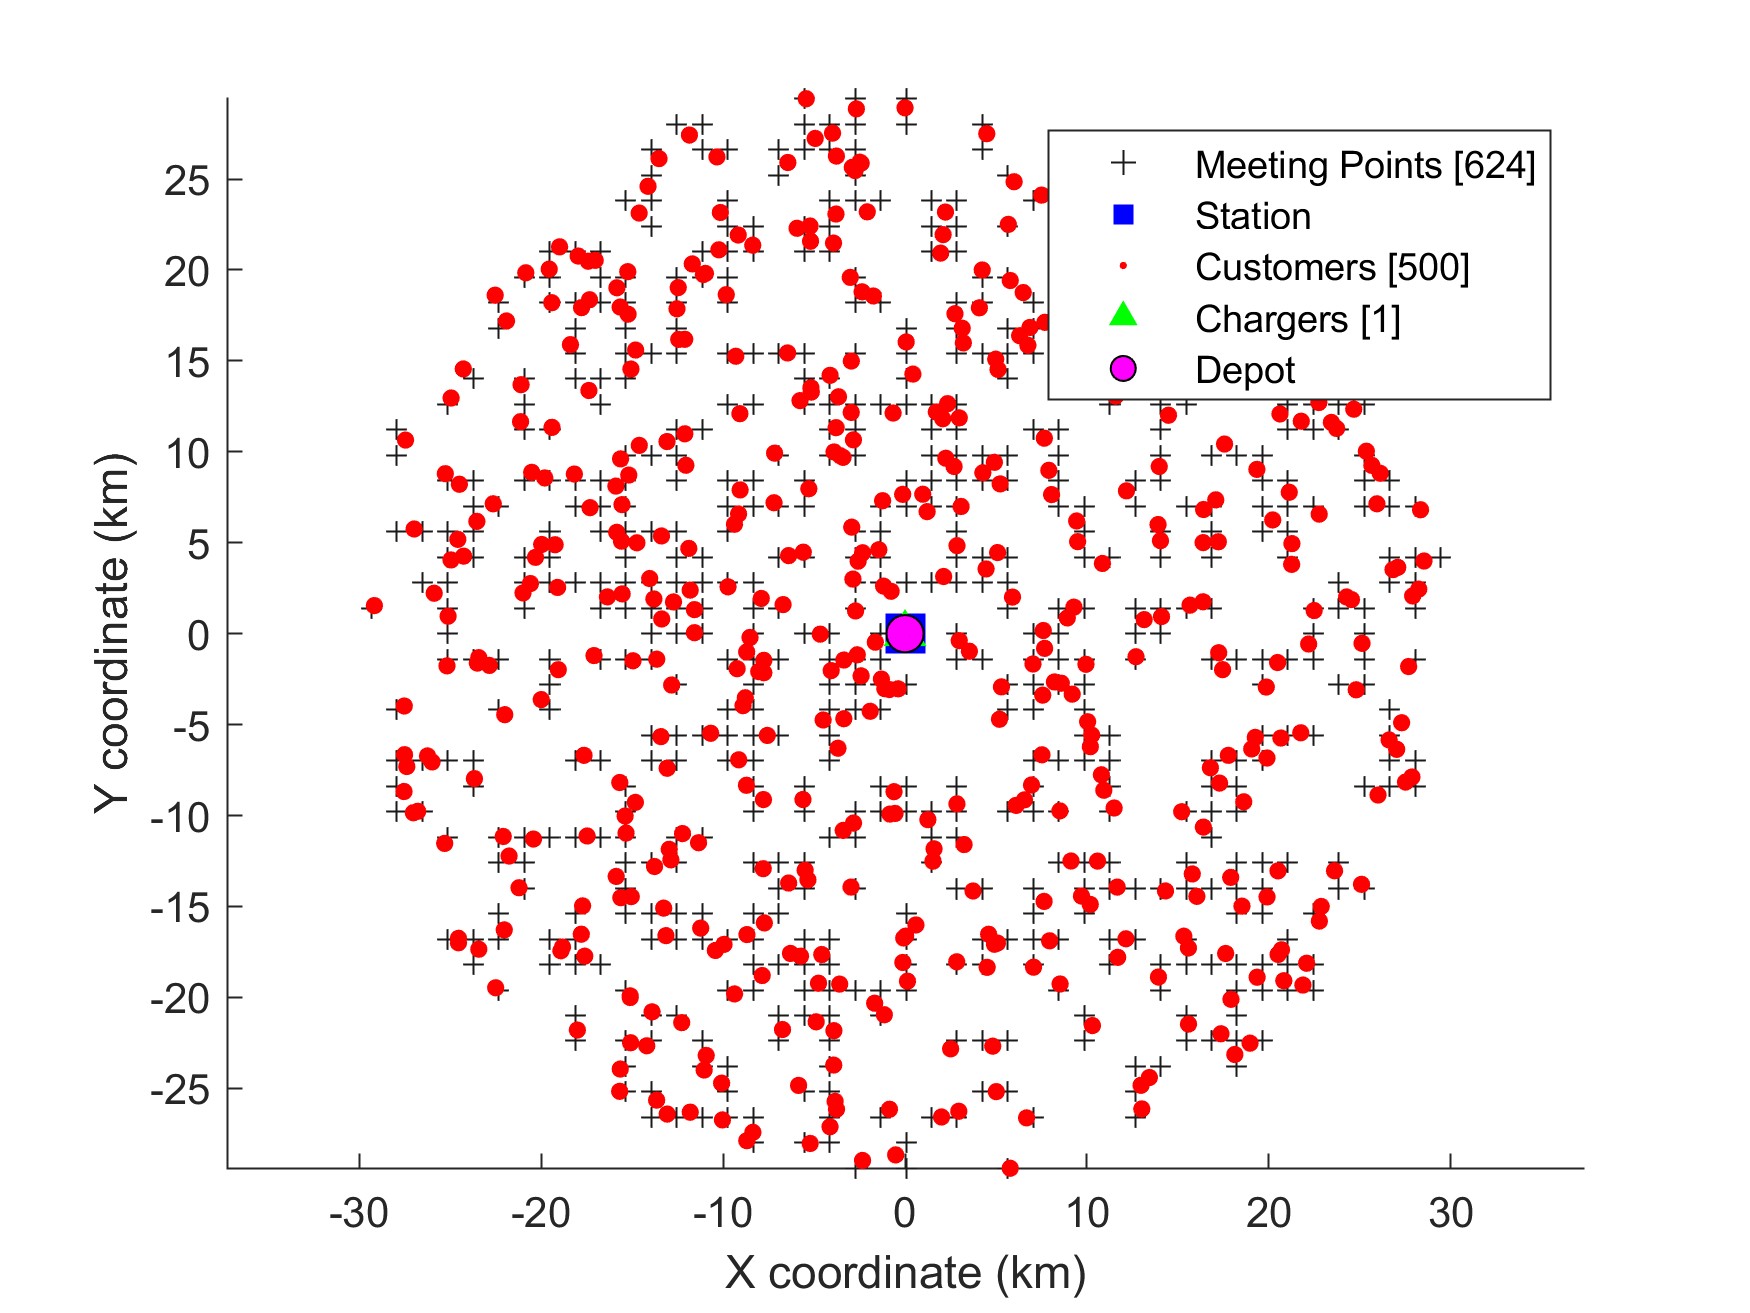 Meeting Points [624]
Station
Customers [500]
Chargers [1]
Depot
25
20
15
10
5
0
-5
-10
-15
-20
-25
Y coordinate (km)
-30 -20 -10 0 10 20 30
X coordinate (km)